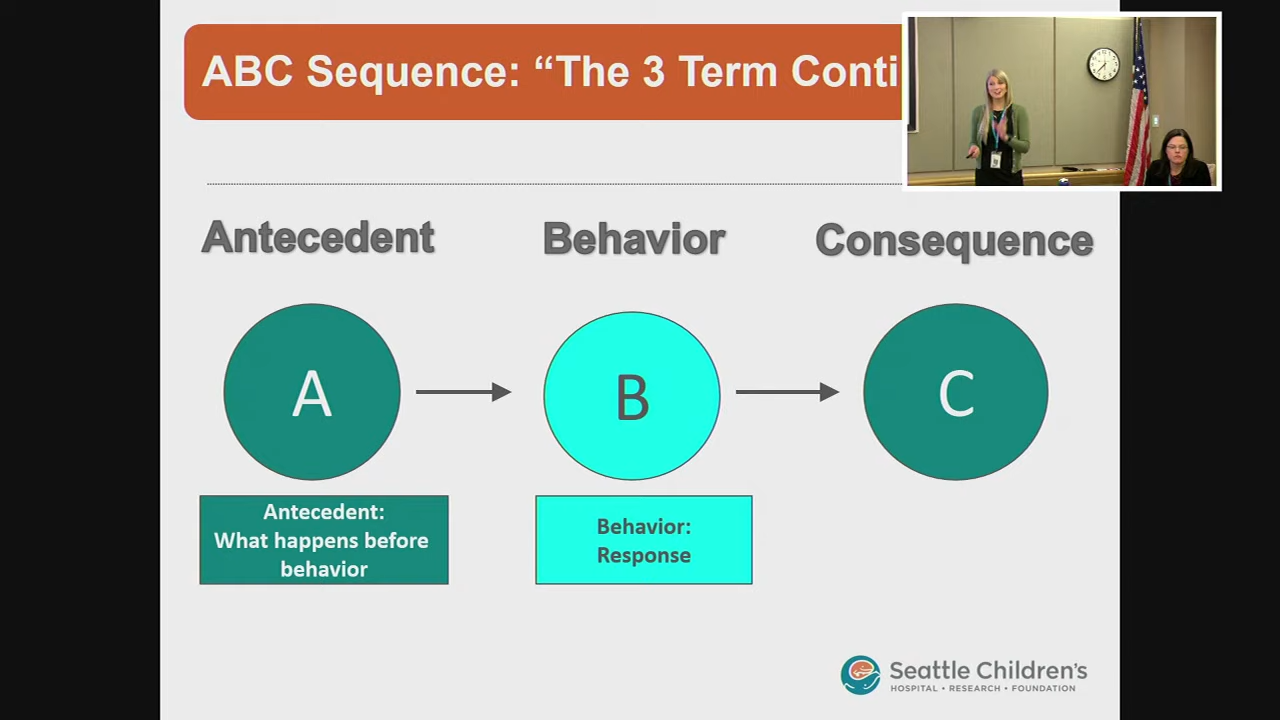 ABC Sequence: “The 3 Term Conti
Antecedent
Behavior
Consequence
A
B
C
Antecedent:
What happens before
behavior
Behavior:
Response
Seattle Children's
HOSPITAL • RESEARCH • FOUNDATION